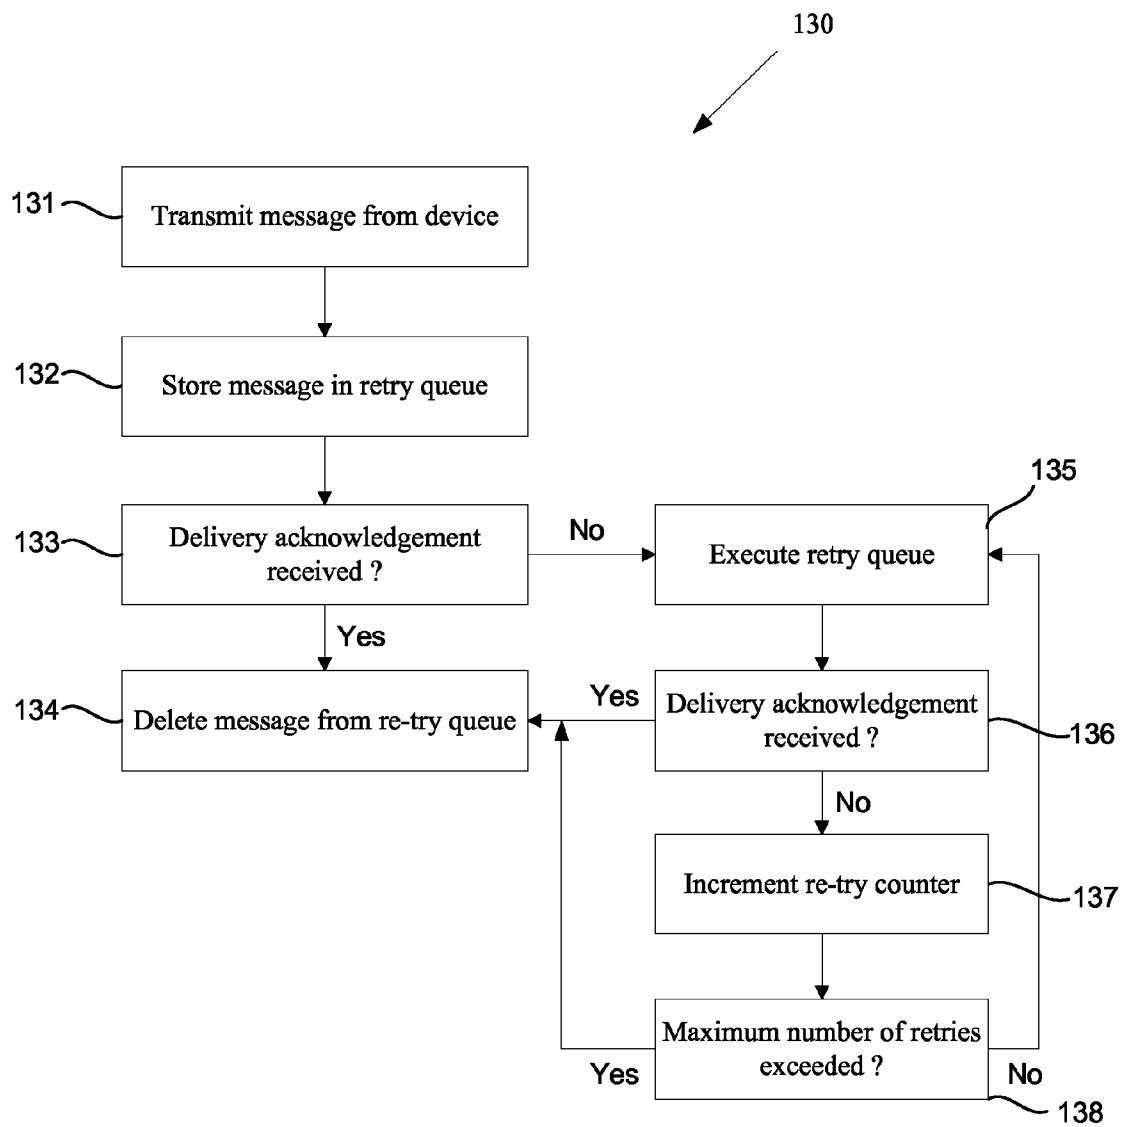 130
131
Transmit message from device
132
Store message in retry queue
133
Delivery acknowledgement
received ?
No
135
Execute retry queue
Yes
134
Delete message from re-try queue
Yes
Delivery acknowledgement
received ?
136
No
Increment re-try counter
137
Maximum number of retries
exceeded ?
Yes
No
138